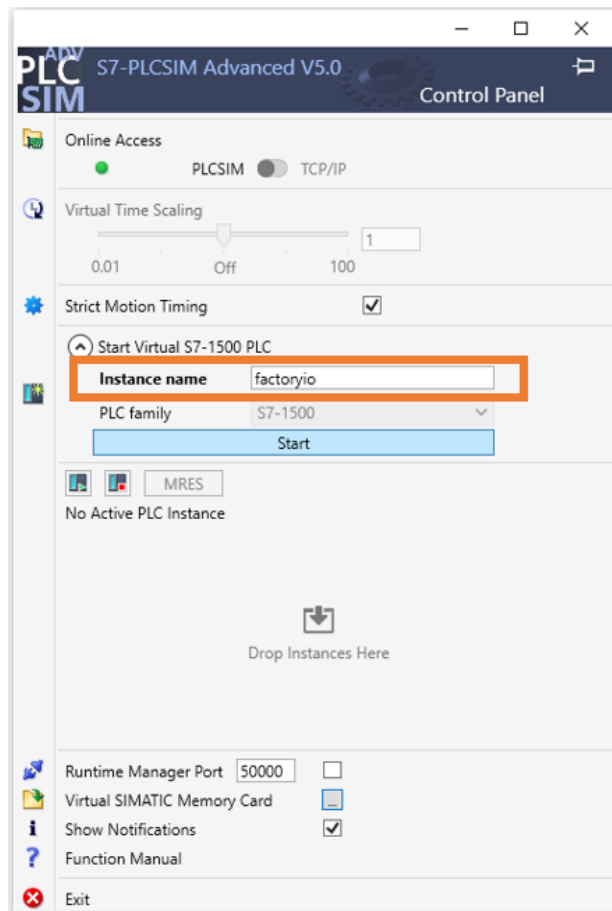 ADV
PLC
SIM
S7-PLCSIM Advanced V5.0
Control Panel
Online Access
PLCSIM TCP/IP
Virtual Time Scaling
1
0.01 Off 100
Strict Motion Timing
Start Virtual S7-1500 PLC
Instance name factoryio
PLC family S7-1500
Start
MRES
No Active PLC Instance
Drop Instances Here
Runtime Manager Port 50000
Virtual SIMATIC Memory Card ...
Show Notifications
Function Manual
Exit